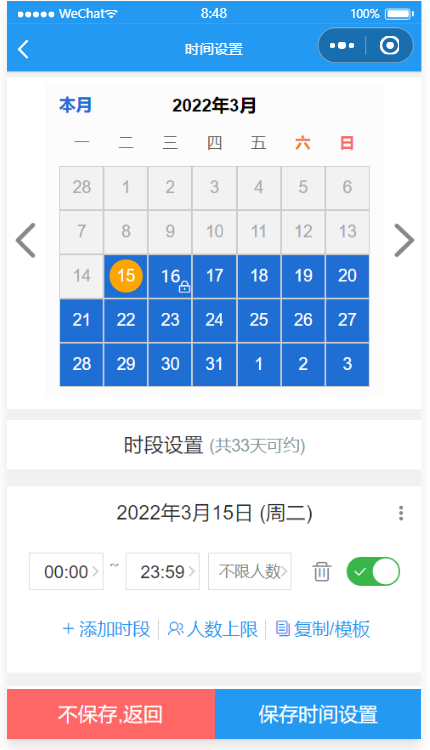 WeChat 8:48 100%
时间设置
本月 2022年3月
一 二 三 四 五 六 日
28 1 2 3 4 5 6
7 8 9 10 11 12 13
14 15 16 17 18 19 20
21 22 23 24 25 26 27
28 29 30 31 1 2 3
时段设置 (共33天可约)
2022年3月15日 (周二)
00:00 ~ 23:59 不限人数
+ 添加时段 人数上限 复制/模板
不保存,返回 保存时间设置